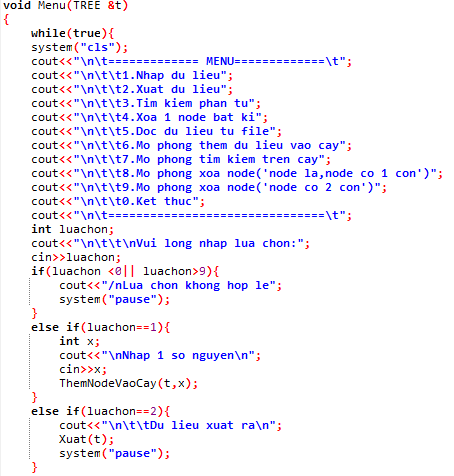 void Menu(TREE &t)
{
while(true){
system("cls");
cout<<"\n\t============= MENU=============\t";
cout<<"\n\t\t1.Nhap du lieu";
cout<<"\n\t\t2.Xuat du lieu";
cout<<"\n\t\t3.Tim kiem phan tu";
cout<<"\n\t\t4.Xoa 1 node bat ki";
cout<<"\n\t\t5.Doc du lieu tu file";
cout<<"\n\t\t6.Mo phong them du lieu vao cay";
cout<<"\n\t\t7.Mo phong tim kiem tren cay";
cout<<"\n\t\t8.Mo phong xoa node('node la,node co 1 con')";
cout<<"\n\t\t9.Mo phong xoa node('node co 2 con')";
cout<<"\n\t\t0.Ket thuc";
cout<<"\n\t===============================\t";
int luachon;
cout<<"\n\t\t\nVui long nhap lua chon:";
cin>>luachon;
if(luachon <0|| luachon>9){
cout<<"/nLua chon khong hop le";
system("pause");
}
else if(luachon==1){
int x;
cout<<"\nNhap 1 so nguyen\n";
cin>>x;
ThemNodeVaoCay(t,x);
}
else if(luachon==2){
cout<<"\n\t\tDu lieu xuat ra\n";
Xuat(t);
system("pause");
}